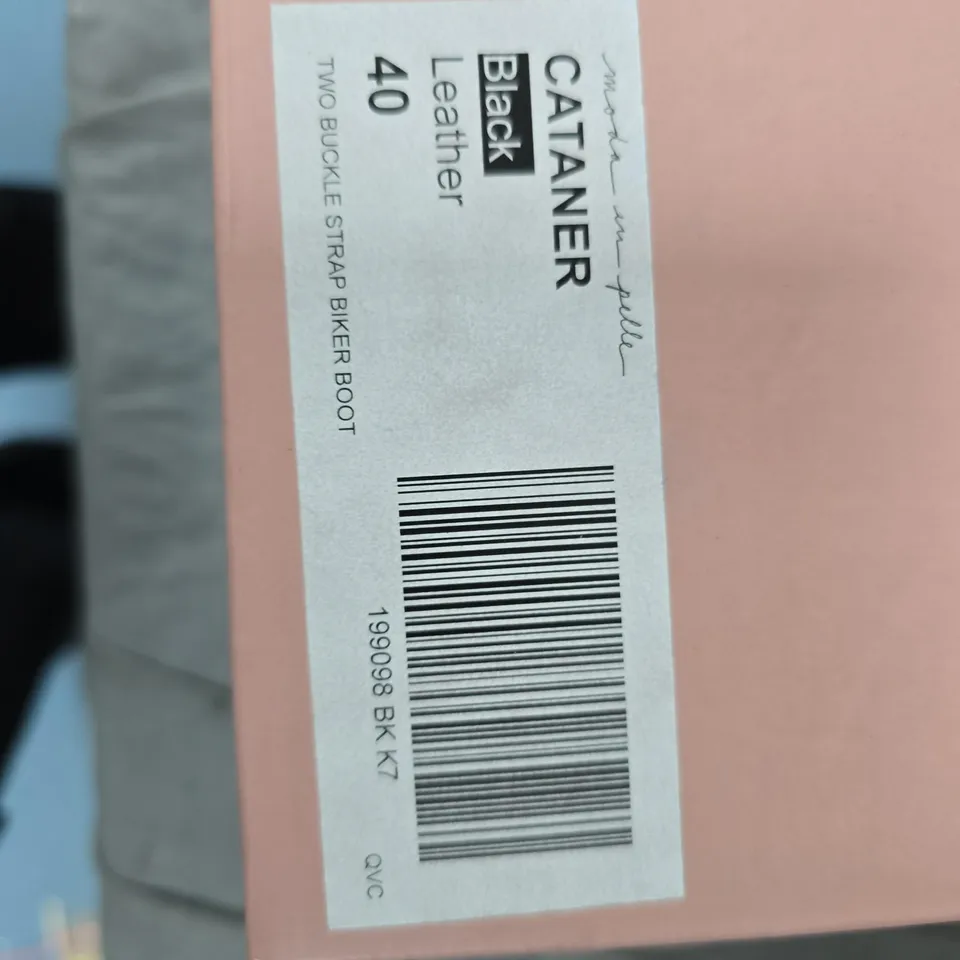 moda in pelle
CATANER
Black
Leather
40
TWO BUCKLE STRAP BIKER BOOT
199098 BK K7
QVC